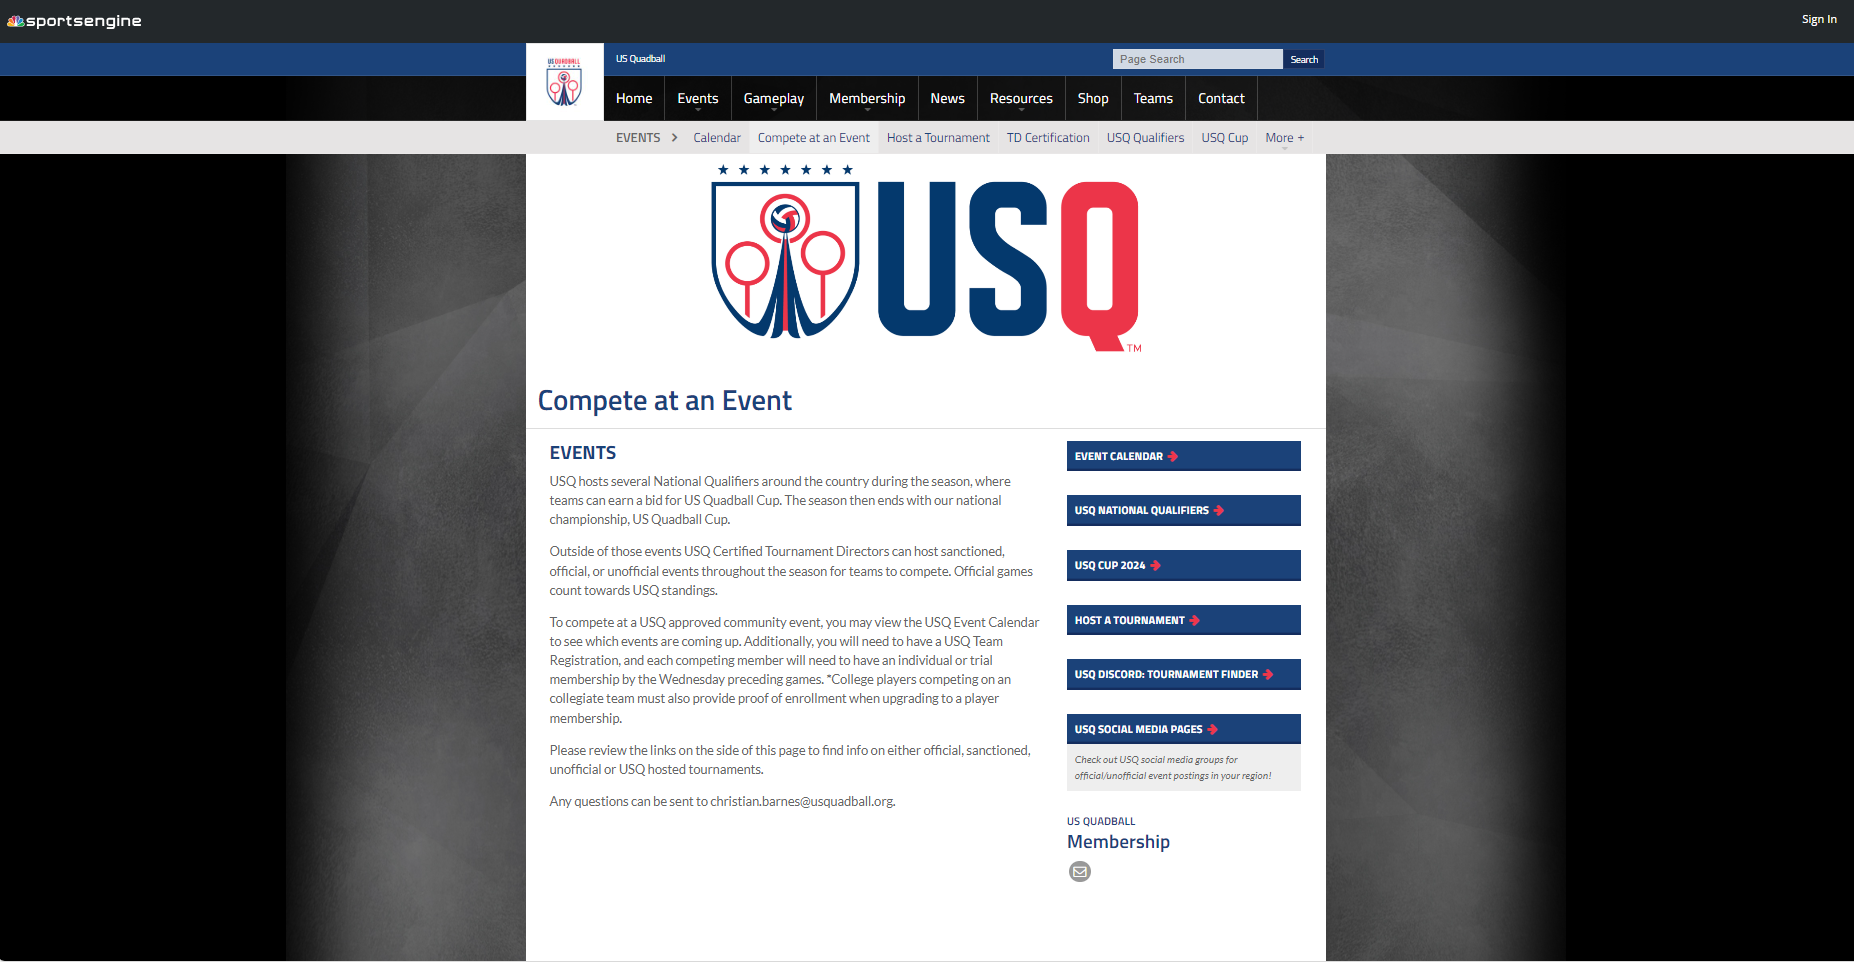 sportsengine
Sign In
US QUADBALL
US Quadball
Page Search
Search
Home
Events
Gameplay
Membership
News
Resources
Shop
Teams
Contact
EVENTS
Calendar
Compete at an Event
Host a Tournament
TD Certification
USQ Qualifiers
USQ Cup
More +
USQ
TM
Compete at an Event
EVENTS
USQ hosts several National Qualifiers around the country during the season, where
teams can earn a bid for US Quadball Cup. The season then ends with our national
championship, US Quadball Cup.
Outside of those events USQ Certified Tournament Directors can host sanctioned,
official, or unofficial events throughout the season for teams to compete. Official games
count towards USQ standings.
To compete at a USQ approved community event, you may view the USQ Event Calendar
to see which events are coming up. Additionally, you will need to have a USQ Team
Registration, and each competing member will need to have an individual or trial
membership by the Wednesday preceding games. *College players competing on an
collegiate team must also provide proof of enrollment when upgrading to a player
membership.
Please review the links on the side of this page to find info on either official, sanctioned,
unofficial or USQ hosted tournaments.
Any questions can be sent to christian.barnes@usquadball.org.
EVENT CALENDAR
USQ NATIONAL QUALIFIERS
USQ CUP 2024
HOST A TOURNAMENT
USQ DISCORD: TOURNAMENT FINDER
USQ SOCIAL MEDIA PAGES
Check out USQ social media groups for
official/unofficial event postings in your region!
US QUADBALL
Membership